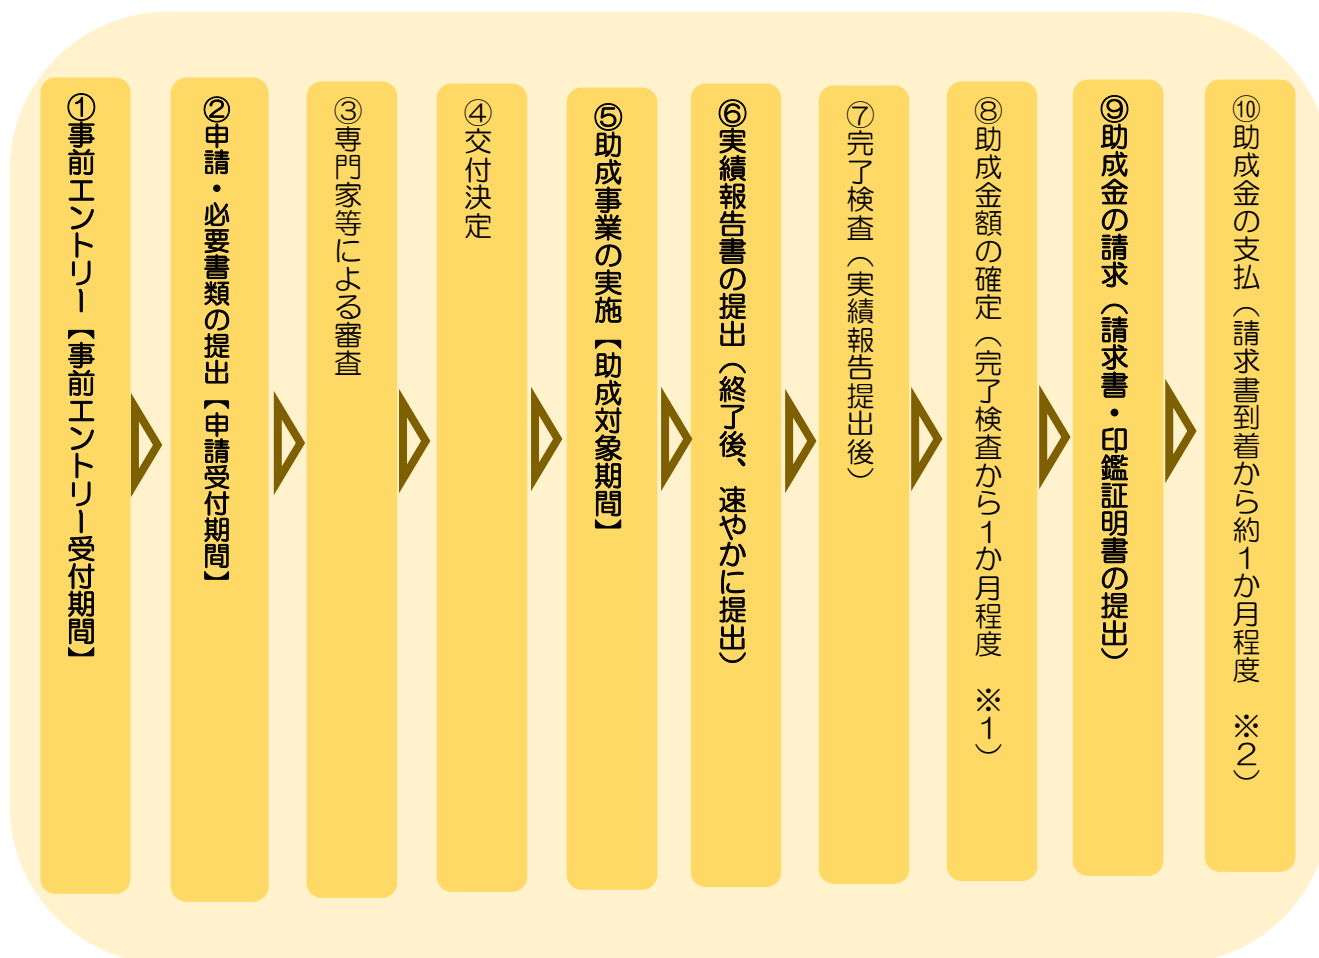 ①事前エントリー【事前エントリー受付期間】
②申請・必要書類の提出【申請受付期間】
③専門家等による審査
④交付決定
⑤助成事業の実施【助成対象期間】
⑥実績報告書の提出（終了後、速やかに提出）
⑦完了検査（実績報告提出後）
⑧助成金額の確定（完了検査から１か月程度　※１）
⑨助成金の請求（請求書・印鑑証明書の提出）
⑩助成金の支払（請求書到着から約１か月程度　※２）